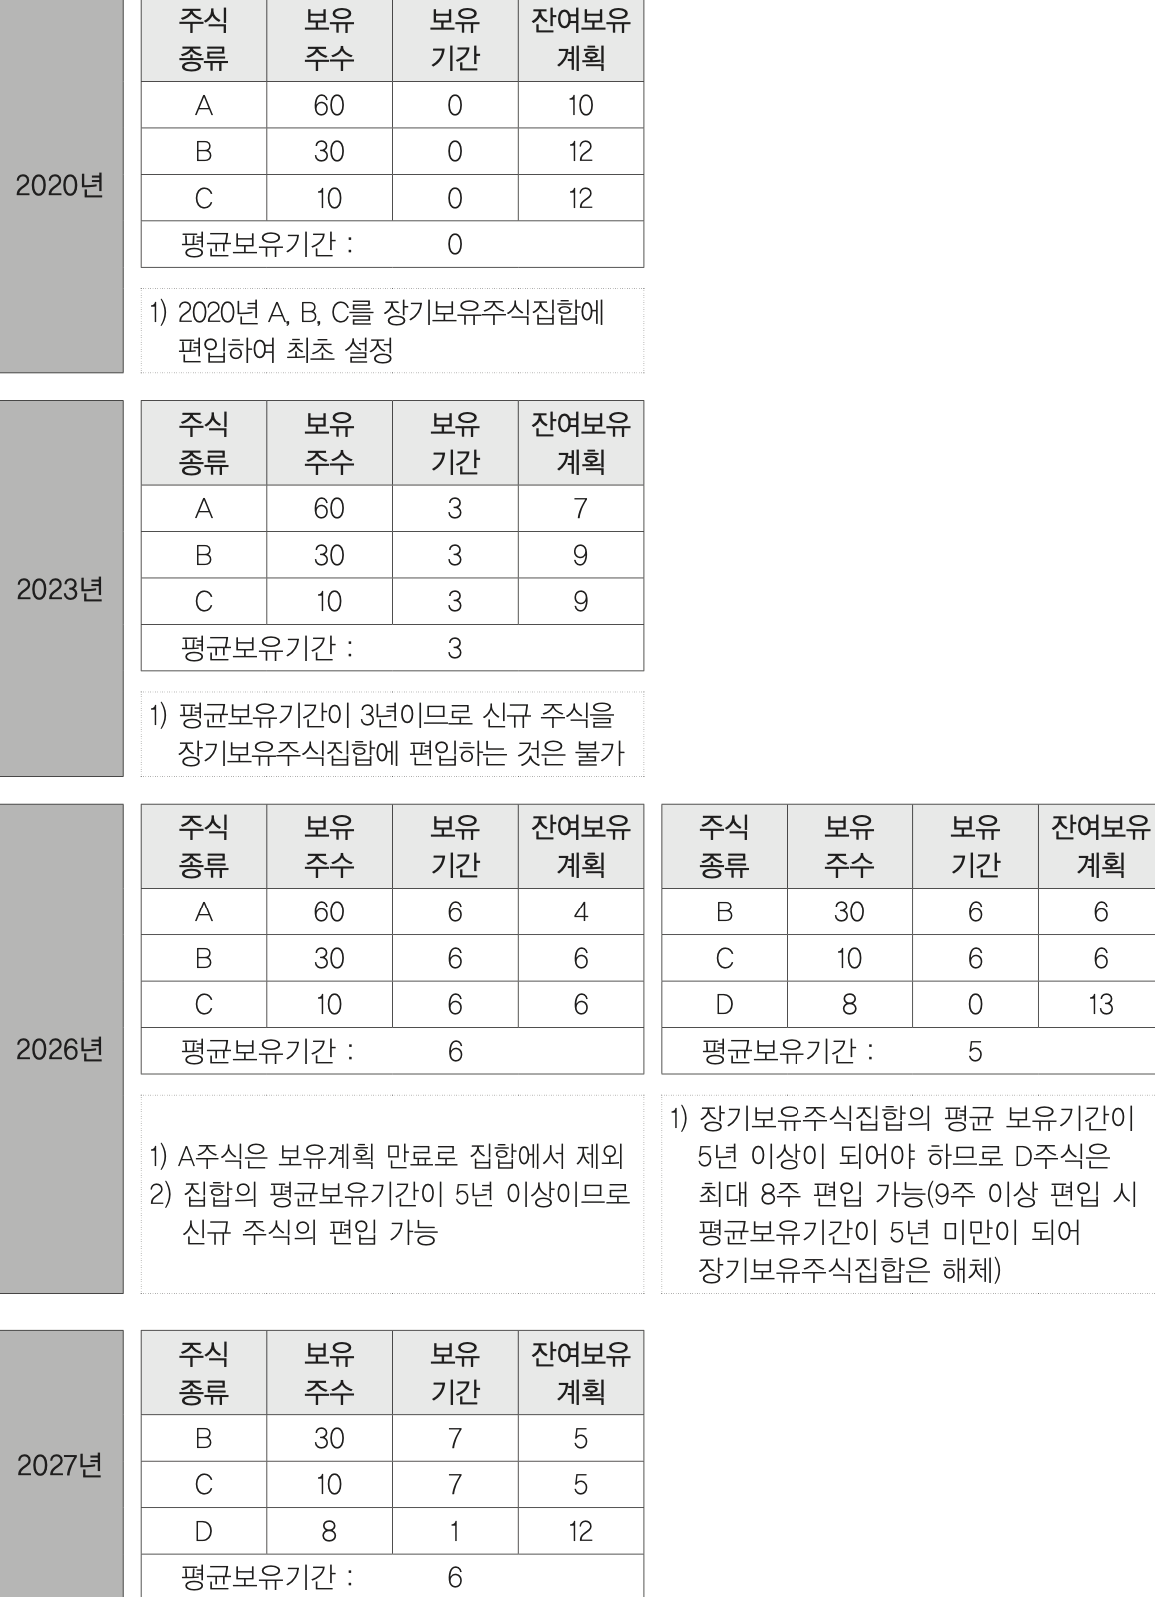 2020년
주식 종류 보유 주수 보유 기간 잔여보유 계획
A 60 0 10
B 30 0 12
C 10 0 12
평균보유기간 : 0
1) 2020년 A, B, C를 장기보유주식집합에
편입하여 최초 설정
2023년
주식 종류 보유 주수 보유 기간 잔여보유 계획
A 60 3 7
B 30 3 9
C 10 3 9
평균보유기간 : 3
1) 평균보유기간이 3년이므로 신규 주식을
장기보유주식집합에 편입하는 것은 불가
2026년
주식 종류 보유 주수 보유 기간 잔여보유 계획
A 60 6 4
B 30 6 6
C 10 6 6
평균보유기간 : 6
1) A주식은 보유계획 만료로 집합에서 제외
2) 집합의 평균보유기간이 5년 이상이므로
신규 주식의 편입 가능
주식 종류 보유 주수 보유 기간 잔여보유 계획
B 30 6 6
C 10 6 6
D 8 0 13
평균보유기간 : 5
1) 장기보유주식집합의 평균 보유기간이
5년 이상이 되어야 하므로 D주식은
최대 8주 편입 가능(9주 이상 편입 시
평균보유기간이 5년 미만이 되어
장기보유주식집합은 해체)
2027년
주식 종류 보유 주수 보유 기간 잔여보유 계획
B 30 7 5
C 10 7 5
D 8 1 12
평균보유기간 : 6